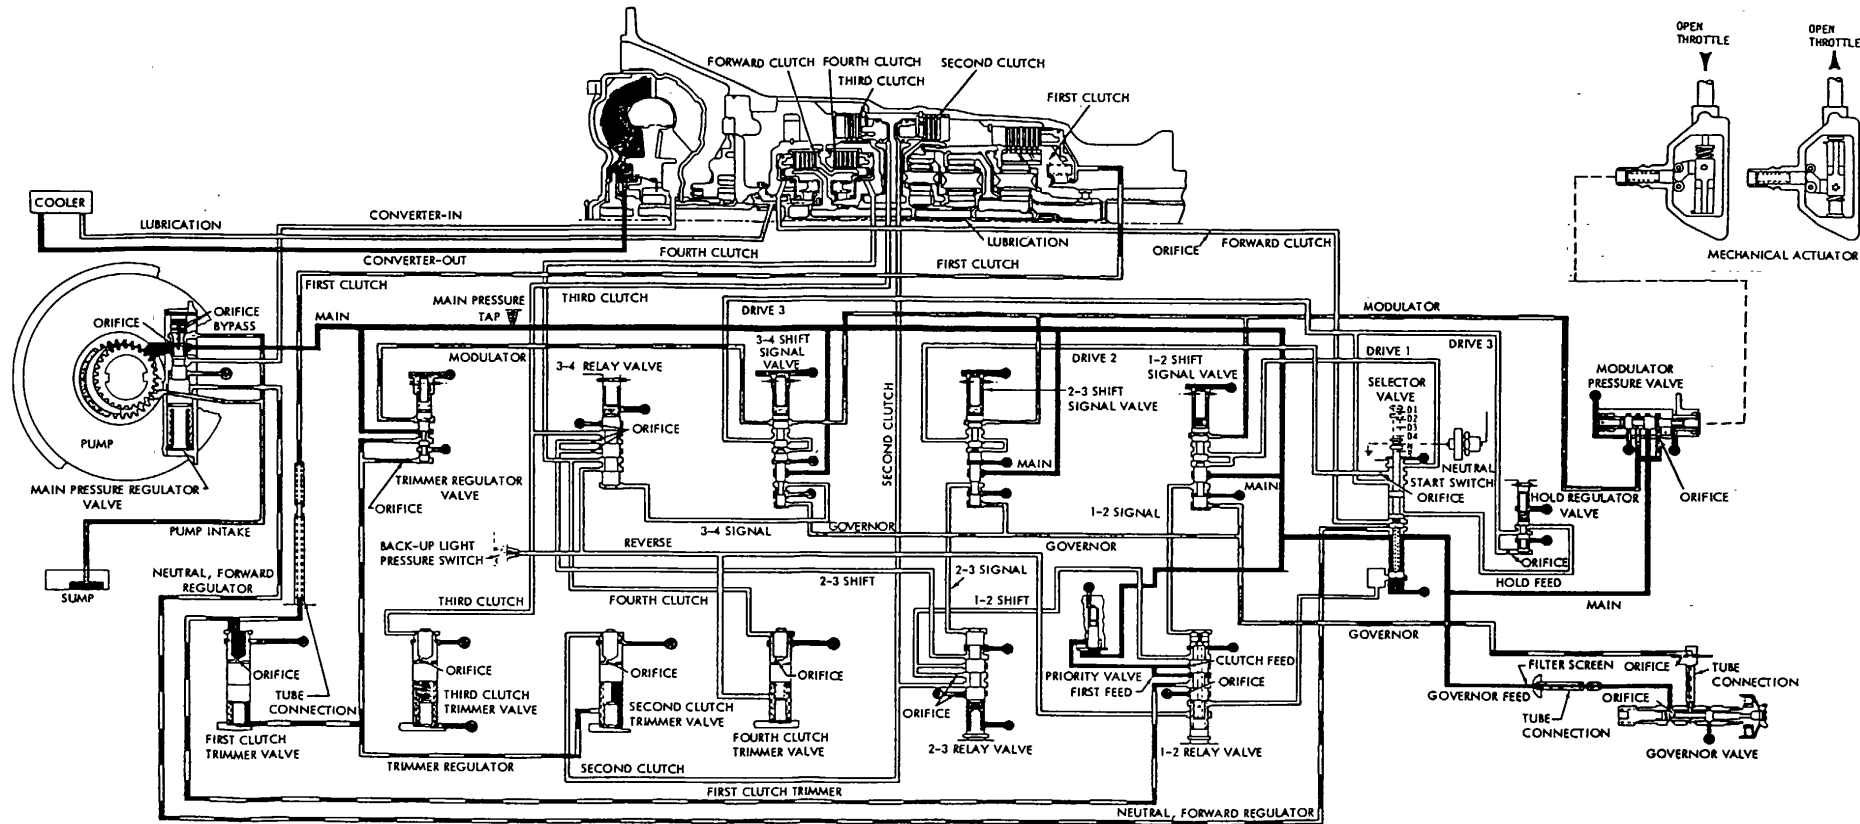 OPEN
THROTTLE
OPEN
THROTTLE
FORWARD CLUTCH
FOURTH CLUTCH
SECOND CLUTCH
THIRD CLUTCH
FIRST CLUTCH
COOLER
LUBRICATION
CONVERTER-IN
CONVERTER-OUT
FOURTH CLUTCH
LUBRICATION
ORIFICE
FORWARD CLUTCH
FIRST CLUTCH
MECHANICAL ACTUATOR
FIRST CLUTCH
THIRD CLUTCH
ORIFICE
ORIFICE
BYPASS
MAIN
MAIN PRESSURE
TAP
DRIVE 3
MODULATOR
MODULATOR
3-4 RELAY VALVE
3-4 SHIFT
SIGNAL
VALVE
DRIVE 2
1-2 SHIFT
SIGNAL VALVE
DRIVE 1
DRIVE 3
SELECTOR
VALVE
D1
D2
D3
D4
N
MODULATOR
PRESSURE VALVE
2-3 SHIFT
SIGNAL VALVE
PUMP
ORIFICE
SECOND CLUTCH
MAIN
MAIN
NEUTRAL
START SWITCH
ORIFICE
HOLD REGULATOR
VALVE
ORIFICE
MAIN PRESSURE REGULATOR
VALVE
TRIMMER REGULATOR
VALVE
ORIFICE
PUMP INTAKE
3-4 SIGNAL
GOVERNOR
1-2 SIGNAL
GOVERNOR
BACK-UP LIGHT
PRESSURE SWITCH
REVERSE
ORIFICE
HOLD FEED
NEUTRAL, FORWARD
REGULATOR
SUMP
2-3 SHIFT
2-3 SIGNAL
1-2 SHIFT
THIRD CLUTCH
FOURTH CLUTCH
MAIN
GOVERNOR
ORIFICE
ORIFICE
ORIFICE
ORIFICE
CLUTCH FEED
PRIORITY VALVE
FIRST FEED
ORIFICE
ORIFICE
FILTER SCREEN
ORIFICE
TUBE
CONNECTION
GOVERNOR FEED
ORIFICE
TUBE
CONNECTION
GOVERNOR VALVE
TUBE
CONNECTION
THIRD CLUTCH
TRIMMER VALVE
SECOND CLUTCH
TRIMMER VALVE
FOURTH CLUTCH
TRIMMER VALVE
FIRST CLUTCH
TRIMMER VALVE
2-3 RELAY VALVE
1-2 RELAY VALVE
TRIMMER REGULATOR
SECOND CLUTCH
FIRST CLUTCH TRIMMER
NEUTRAL, FORWARD REGULATOR